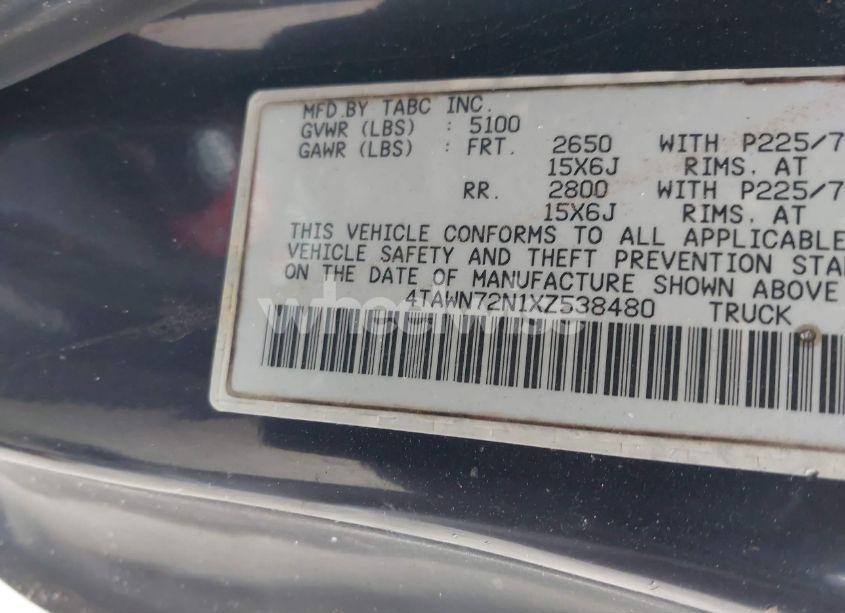 MFD.BY TABC INC.
GVWR (LBS) : 5100
GAWR (LBS) : FRT. 2650 WITH P225/7
15X6J RIMS. AT
RR. 2800 WITH P225/7
15X6J RIMS. AT
THIS VEHICLE CONFORMS TO ALL APPLICABLE
VEHICLE SAFETY AND THEFT PREVENTION STA
ON THE DATE OF MANUFACTURE SHOWN ABOVE
4TAWN72N1XZ538480 TRUCK
wheelwise